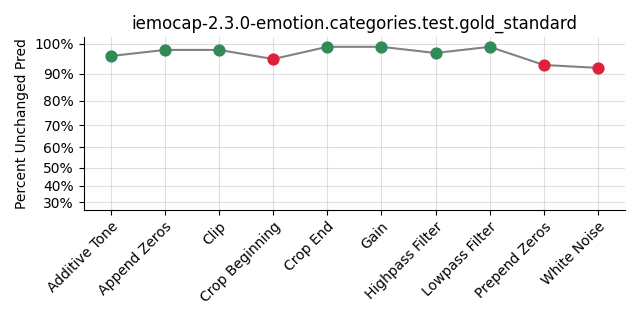 iemocap-2.3.0-emotion.categories.test.gold_standard
Percent Unchanged Pred
100%
90%
80%
70%
60%
50%
40%
30%
Additive Tone
Append Zeros
Clip
Crop Beginning
Crop End
Gain
Highpass Filter
Lowpass Filter
Prepend Zeros
White Noise